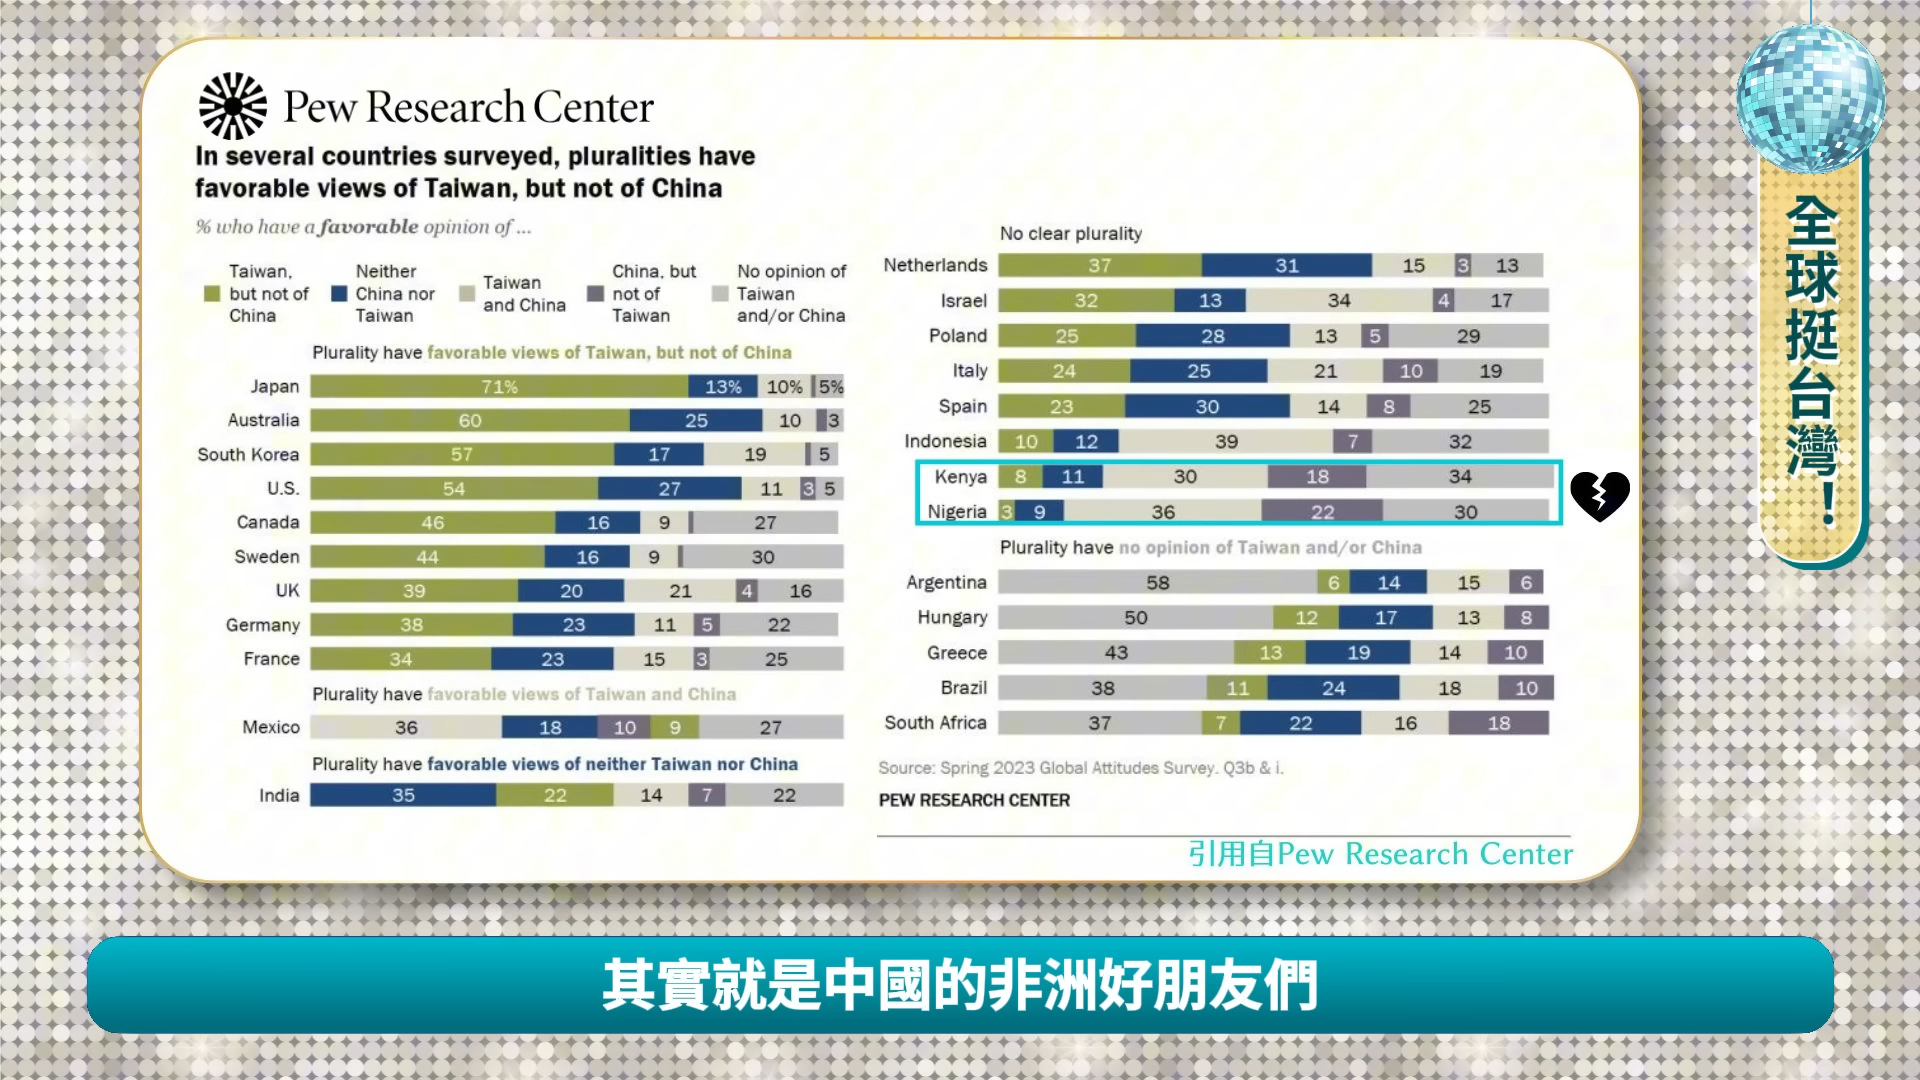 Pew Research Center
In several countries surveyed, pluralities have
favorable views of Taiwan, but not of China
% who have a favorable opinion of ...
Taiwan, but not of China
Neither China nor Taiwan
Taiwan and China
China, but not of Taiwan
No opinion of Taiwan and/or China
Plurality have favorable views of Taiwan, but not of China
Japan 71% 13% 10% 5%
Australia 60 25 10 3
South Korea 57 17 19 5
U.S. 54 27 11 3 5
Canada 46 16 9 27
Sweden 44 16 9 30
UK 39 20 21 4 16
Germany 38 23 11 5 22
France 34 23 15 3 25
Plurality have favorable views of Taiwan and China
Mexico 36 18 10 9 27
Plurality have favorable views of neither Taiwan nor China
India 35 22 14 7 22
No clear plurality
Netherlands 37 31 15 3 13
Israel 32 13 34 4 17
Poland 25 28 13 5 29
Italy 24 25 21 10 19
Spain 23 30 14 8 25
Indonesia 10 12 39 7 32
Kenya 8 11 30 18 34
Nigeria 3 9 36 22 30
Plurality have no opinion of Taiwan and/or China
Argentina 58 6 14 15 6
Hungary 50 12 17 13 8
Greece 43 13 19 14 10
Brazil 38 11 24 18 10
South Africa 37 7 22 16 18
Source: Spring 2023 Global Attitudes Survey. Q3b & i.
PEW RESEARCH CENTER
引用自Pew Research Center
全球挺台灣！
其實就是中國的非洲好朋友們